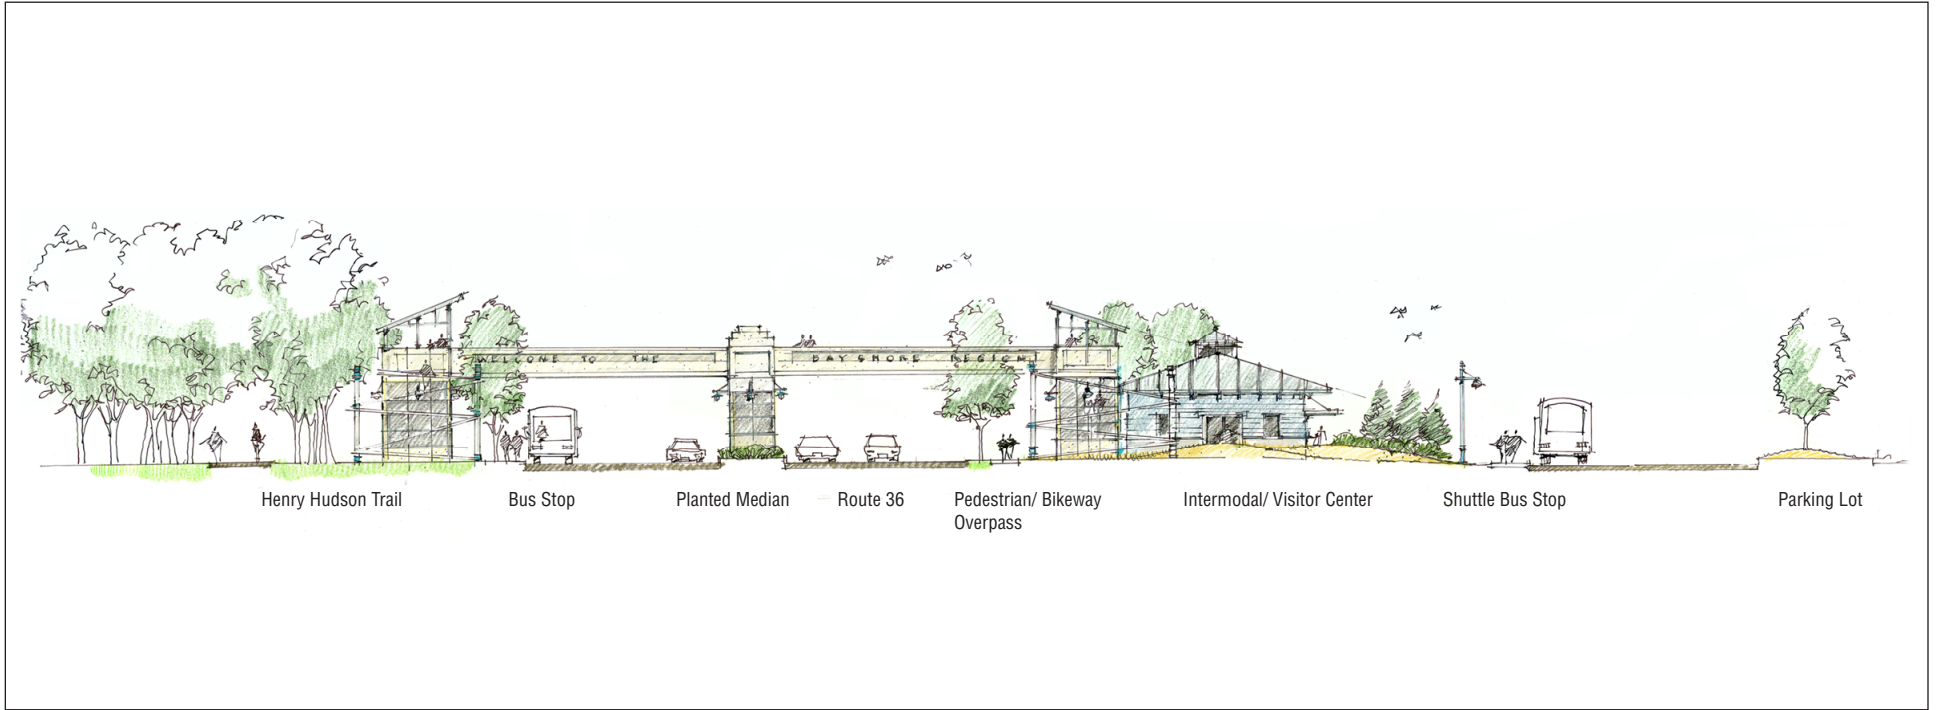 WELCOME TO THE BAYSHORE REGION
Henry Hudson Trail
Bus Stop
Planted Median
Route 36
Pedestrian/ Bikeway
Overpass
Intermodal/ Visitor Center
Shuttle Bus Stop
Parking Lot